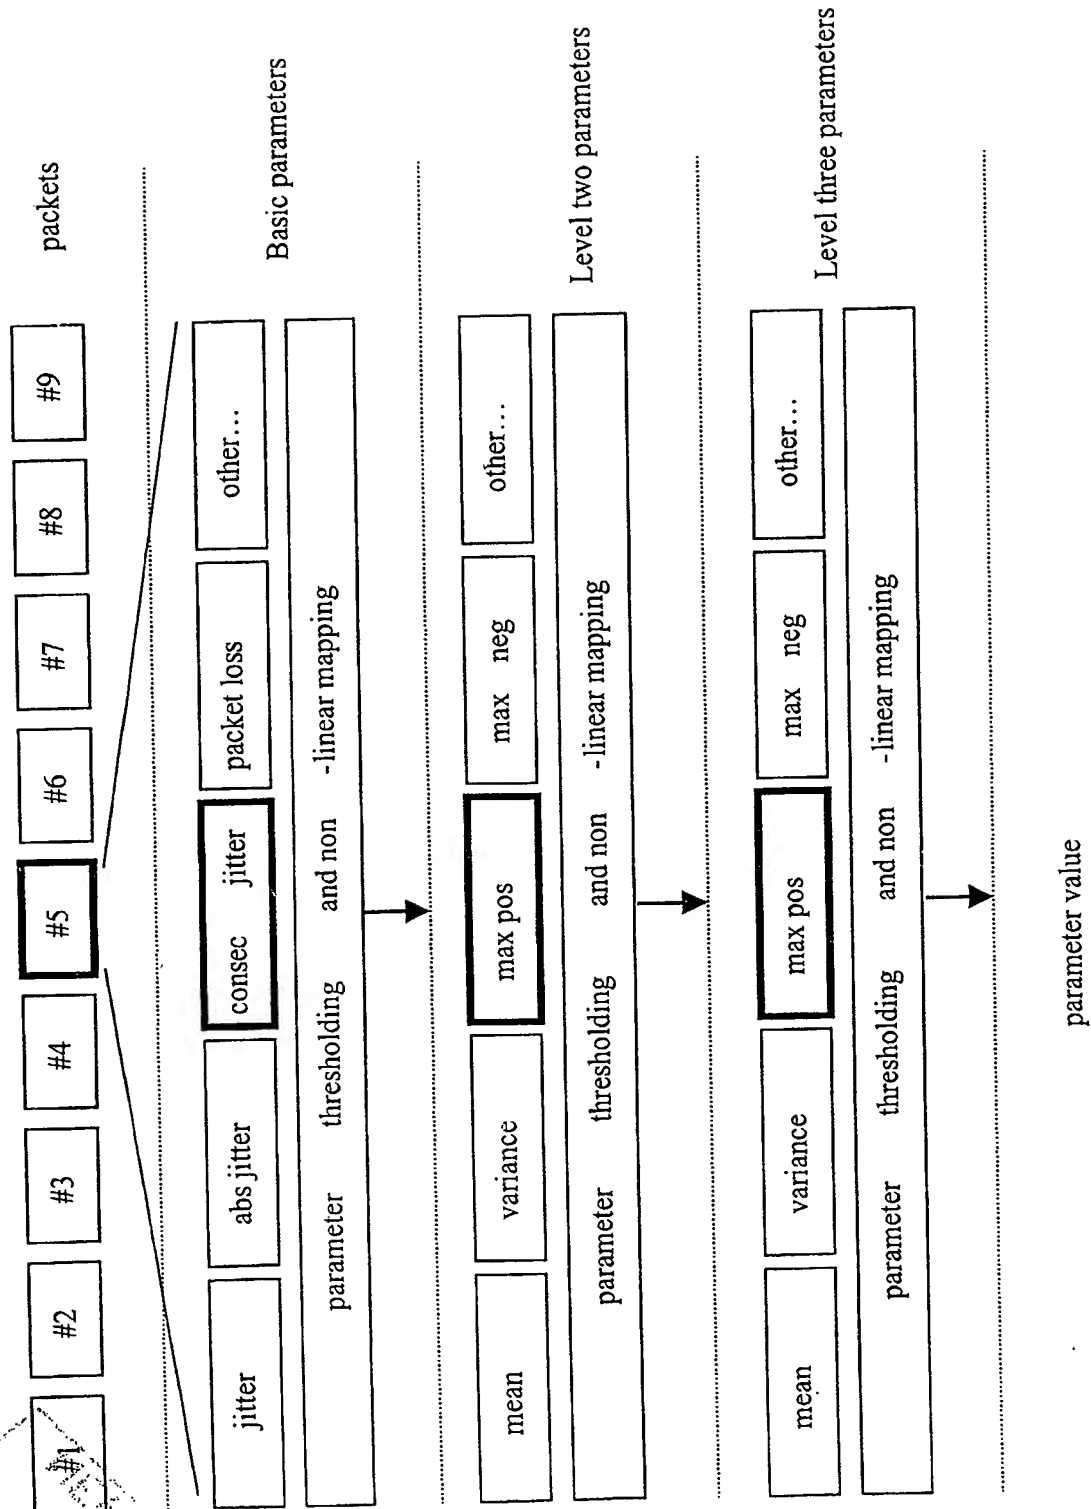 #1 #2 #3 #4 #5 #6 #7 #8 #9 packets
jitter abs jitter consec jitter packet loss other... Basic parameters
parameter thresholding and non -linear mapping
mean variance max pos max neg other... Level two parameters
parameter thresholding and non -linear mapping
mean variance max pos max neg other... Level three parameters
parameter thresholding and non -linear mapping
parameter value